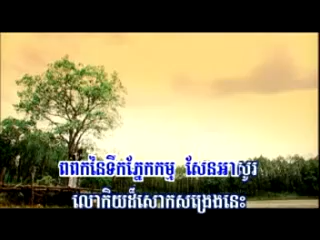 ពពកនៃទឹកភ្នែកកម្ម សែនអាសូរ
លោកិយដ៏សោកសង្រេងនេះ